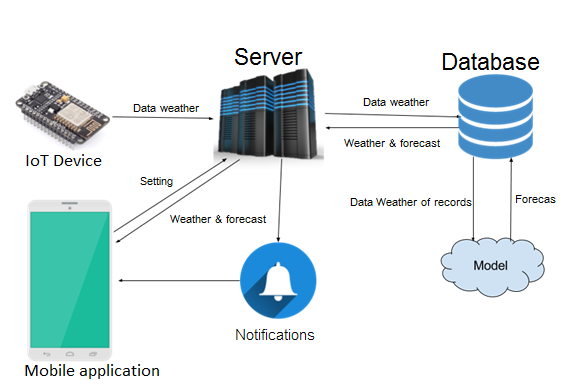 Server
Database
Data weather
Data weather
Weather & forecast
IoT Device
Setting
Weather & forecast
Data Weather of records
Forecas
Model
Notifications
Mobile application